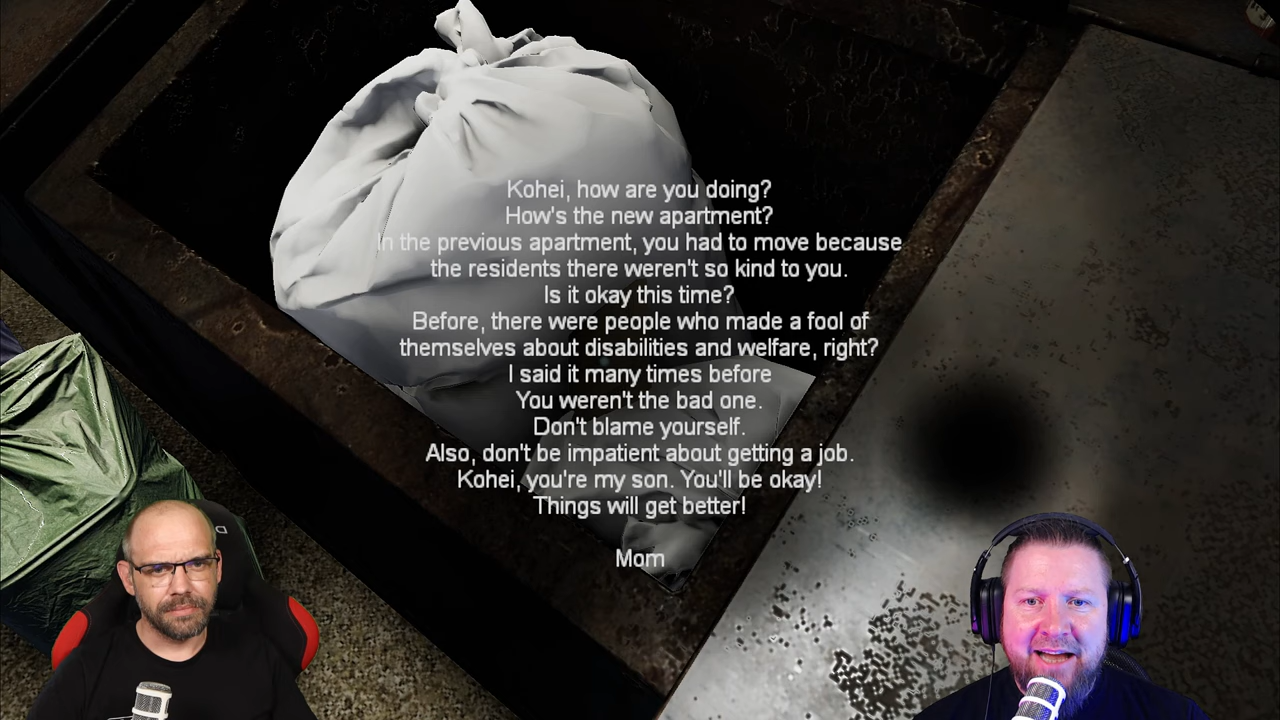 Kohei, how are you doing?
How's the new apartment?
In the previous apartment, you had to move because
the residents there weren't so kind to you.
Is it okay this time?
Before, there were people who made a fool of
themselves about disabilities and welfare, right?
I said it many times before
You weren't the bad one.
Don't blame yourself.
Also, don't be impatient about getting a job.
Kohei, you're my son. You'll be okay!
Things will get better!
Mom